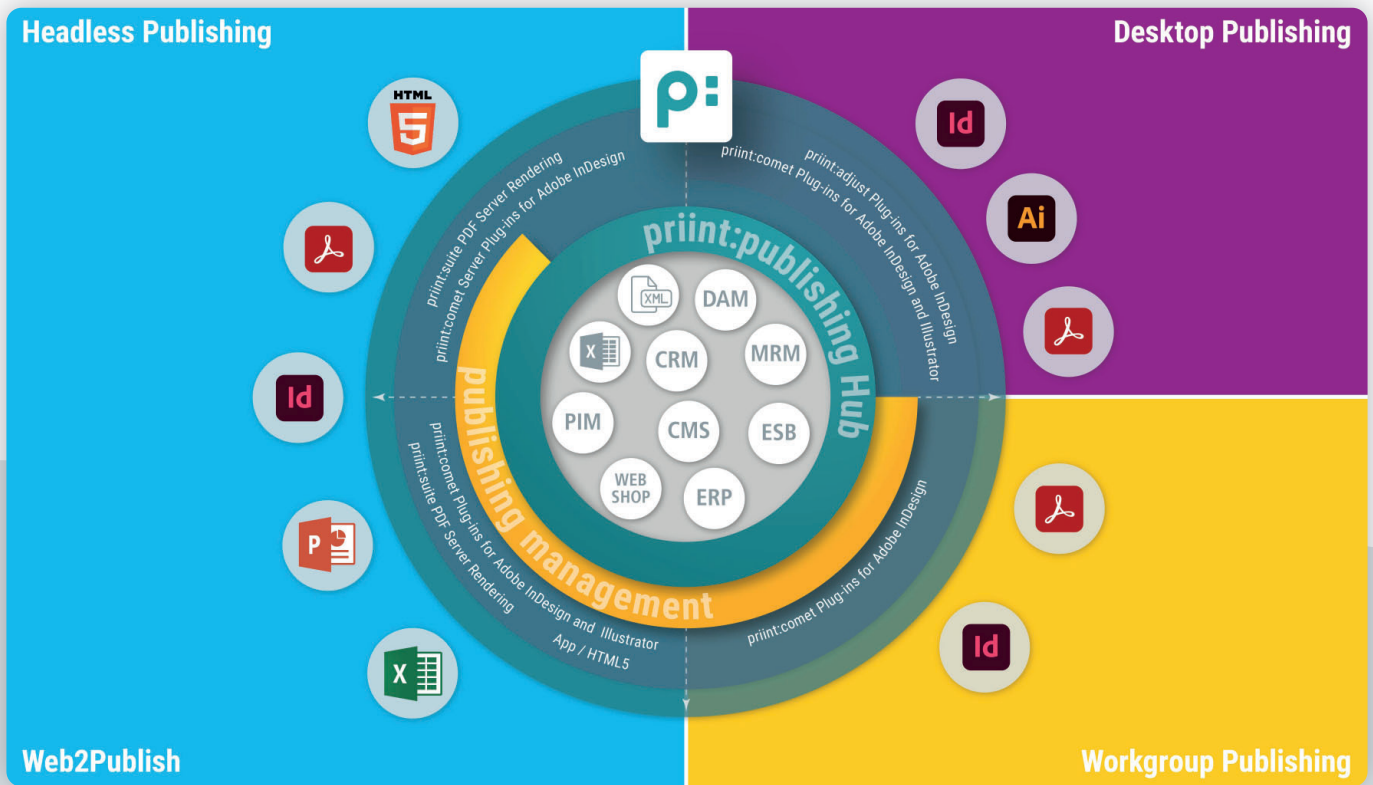 Headless Publishing
Desktop Publishing
p:
HTML
5
Id
Ai
Id
P
X
Id
priint:suite PDF Server Rendering
priint:comet Server Plug-ins for Adobe InDesign
priint:adjust Plug-ins for Adobe InDesign
priint:comet Plug-ins for Adobe InDesign and Illustrator
priint:publishing Hub
XML
DAM
X
CRM
MRM
PIM
CMS
ESB
WEB
SHOP
ERP
publishing management
priint:comet Plug-ins for Adobe InDesign and Illustrator
priint:suite PDF Server Rendering
App / HTML5
priint:comet Plug-ins for Adobe InDesign
Web2Publish
Workgroup Publishing